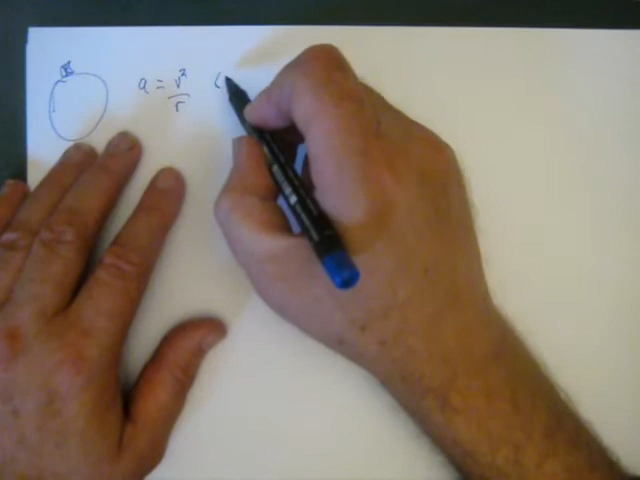 a = v²/r (